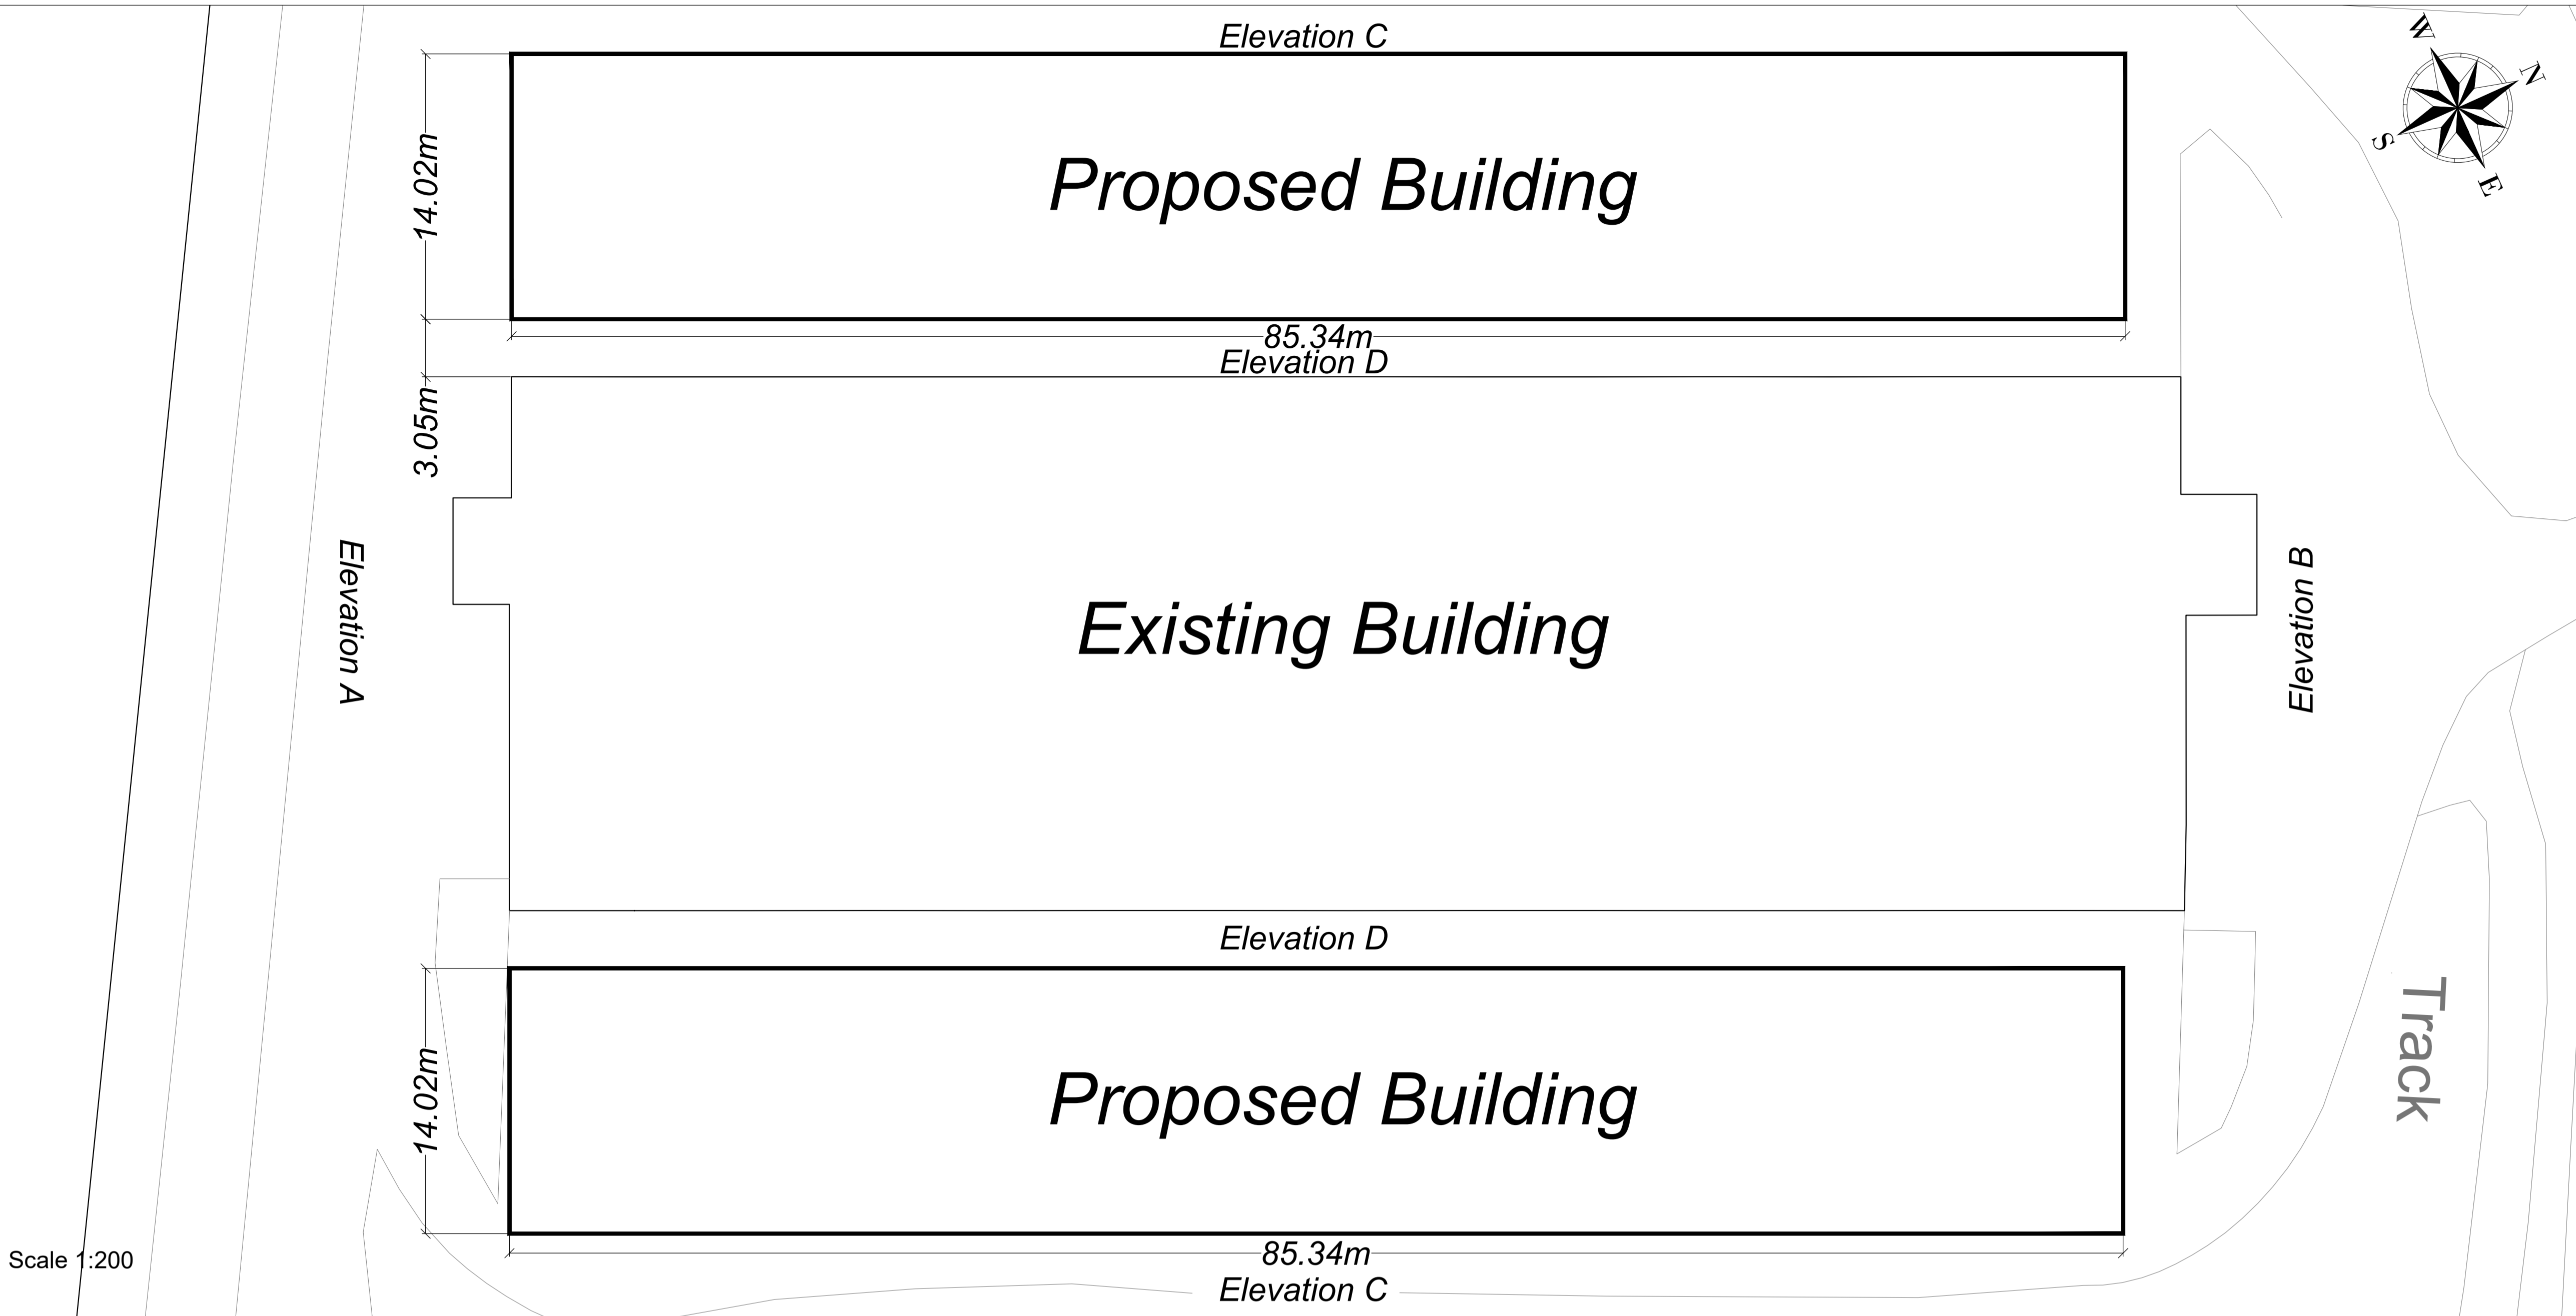 Elevation C
W
N
S
E
14.02m
Proposed Building
85.34m
Elevation D
3.05m
Elevation A
Existing Building
Elevation B
Elevation D
14.02m
Proposed Building
Track
85.34m
Scale 1:200
Elevation C